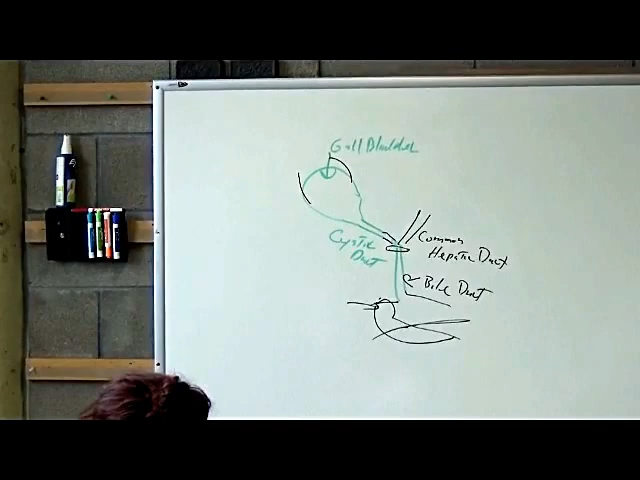 Gall Bladder
Cystic
Duct
Common
Hepatic Duct
Bile Duct